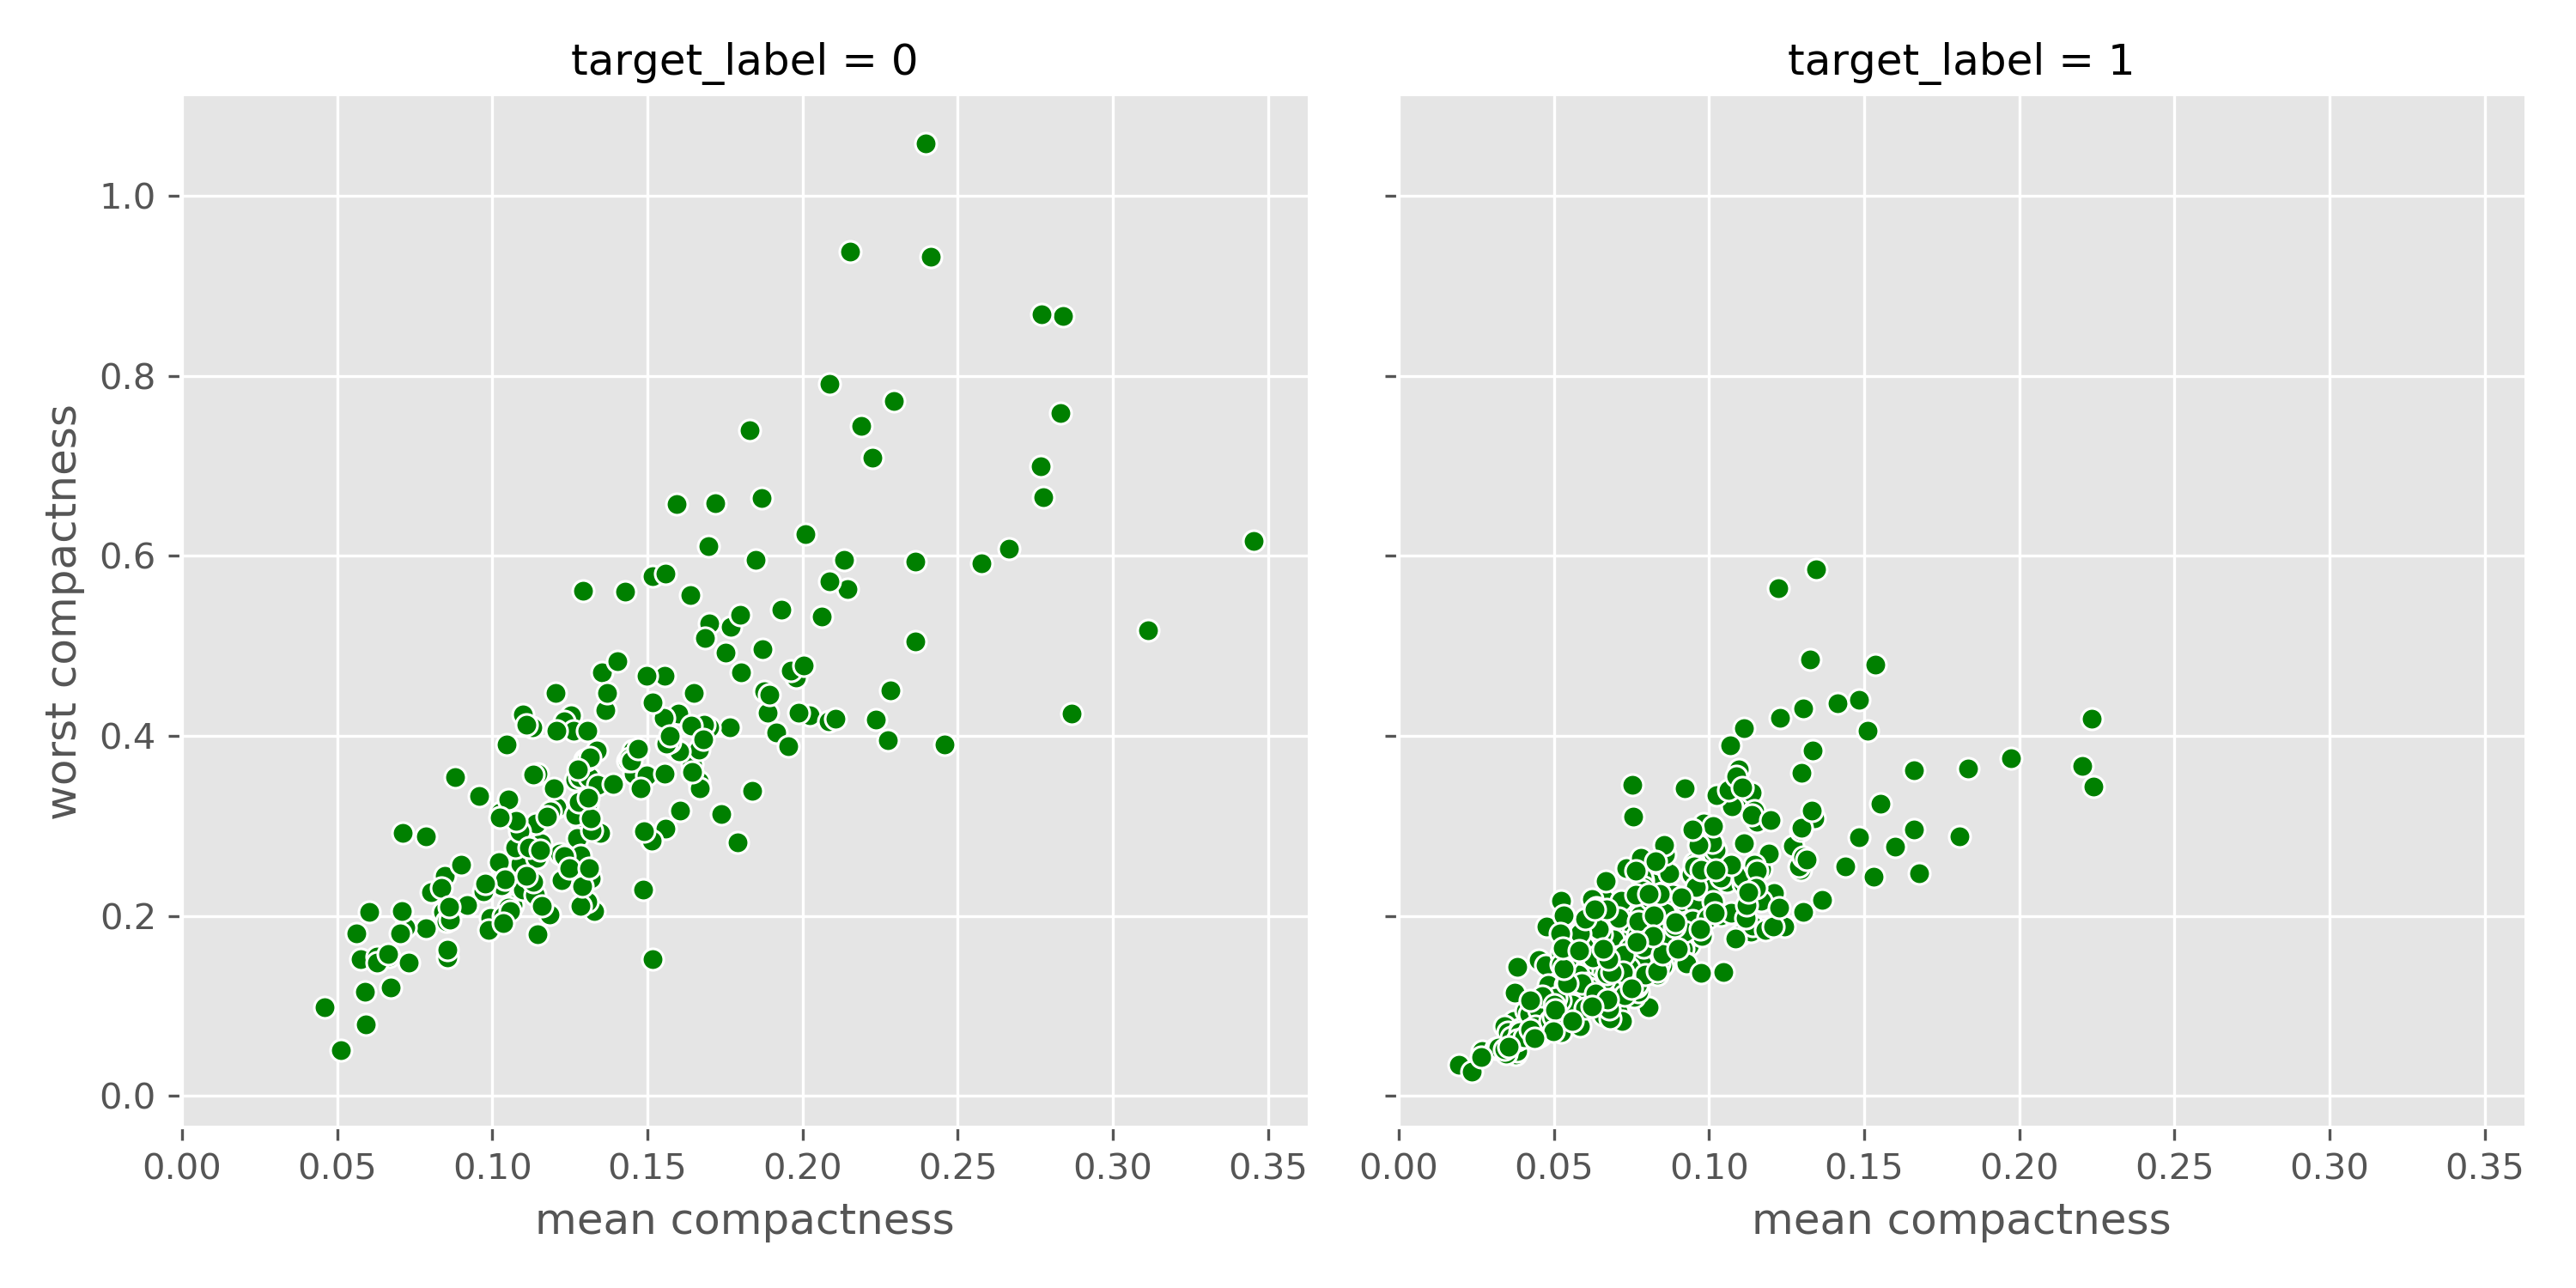 target_label = 0
target_label = 1
worst compactness
1.0
0.8
0.6
0.4
0.2
0.0
0.00 0.05 0.10 0.15 0.20 0.25 0.30 0.35
0.00 0.05 0.10 0.15 0.20 0.25 0.30 0.35
mean compactness
mean compactness